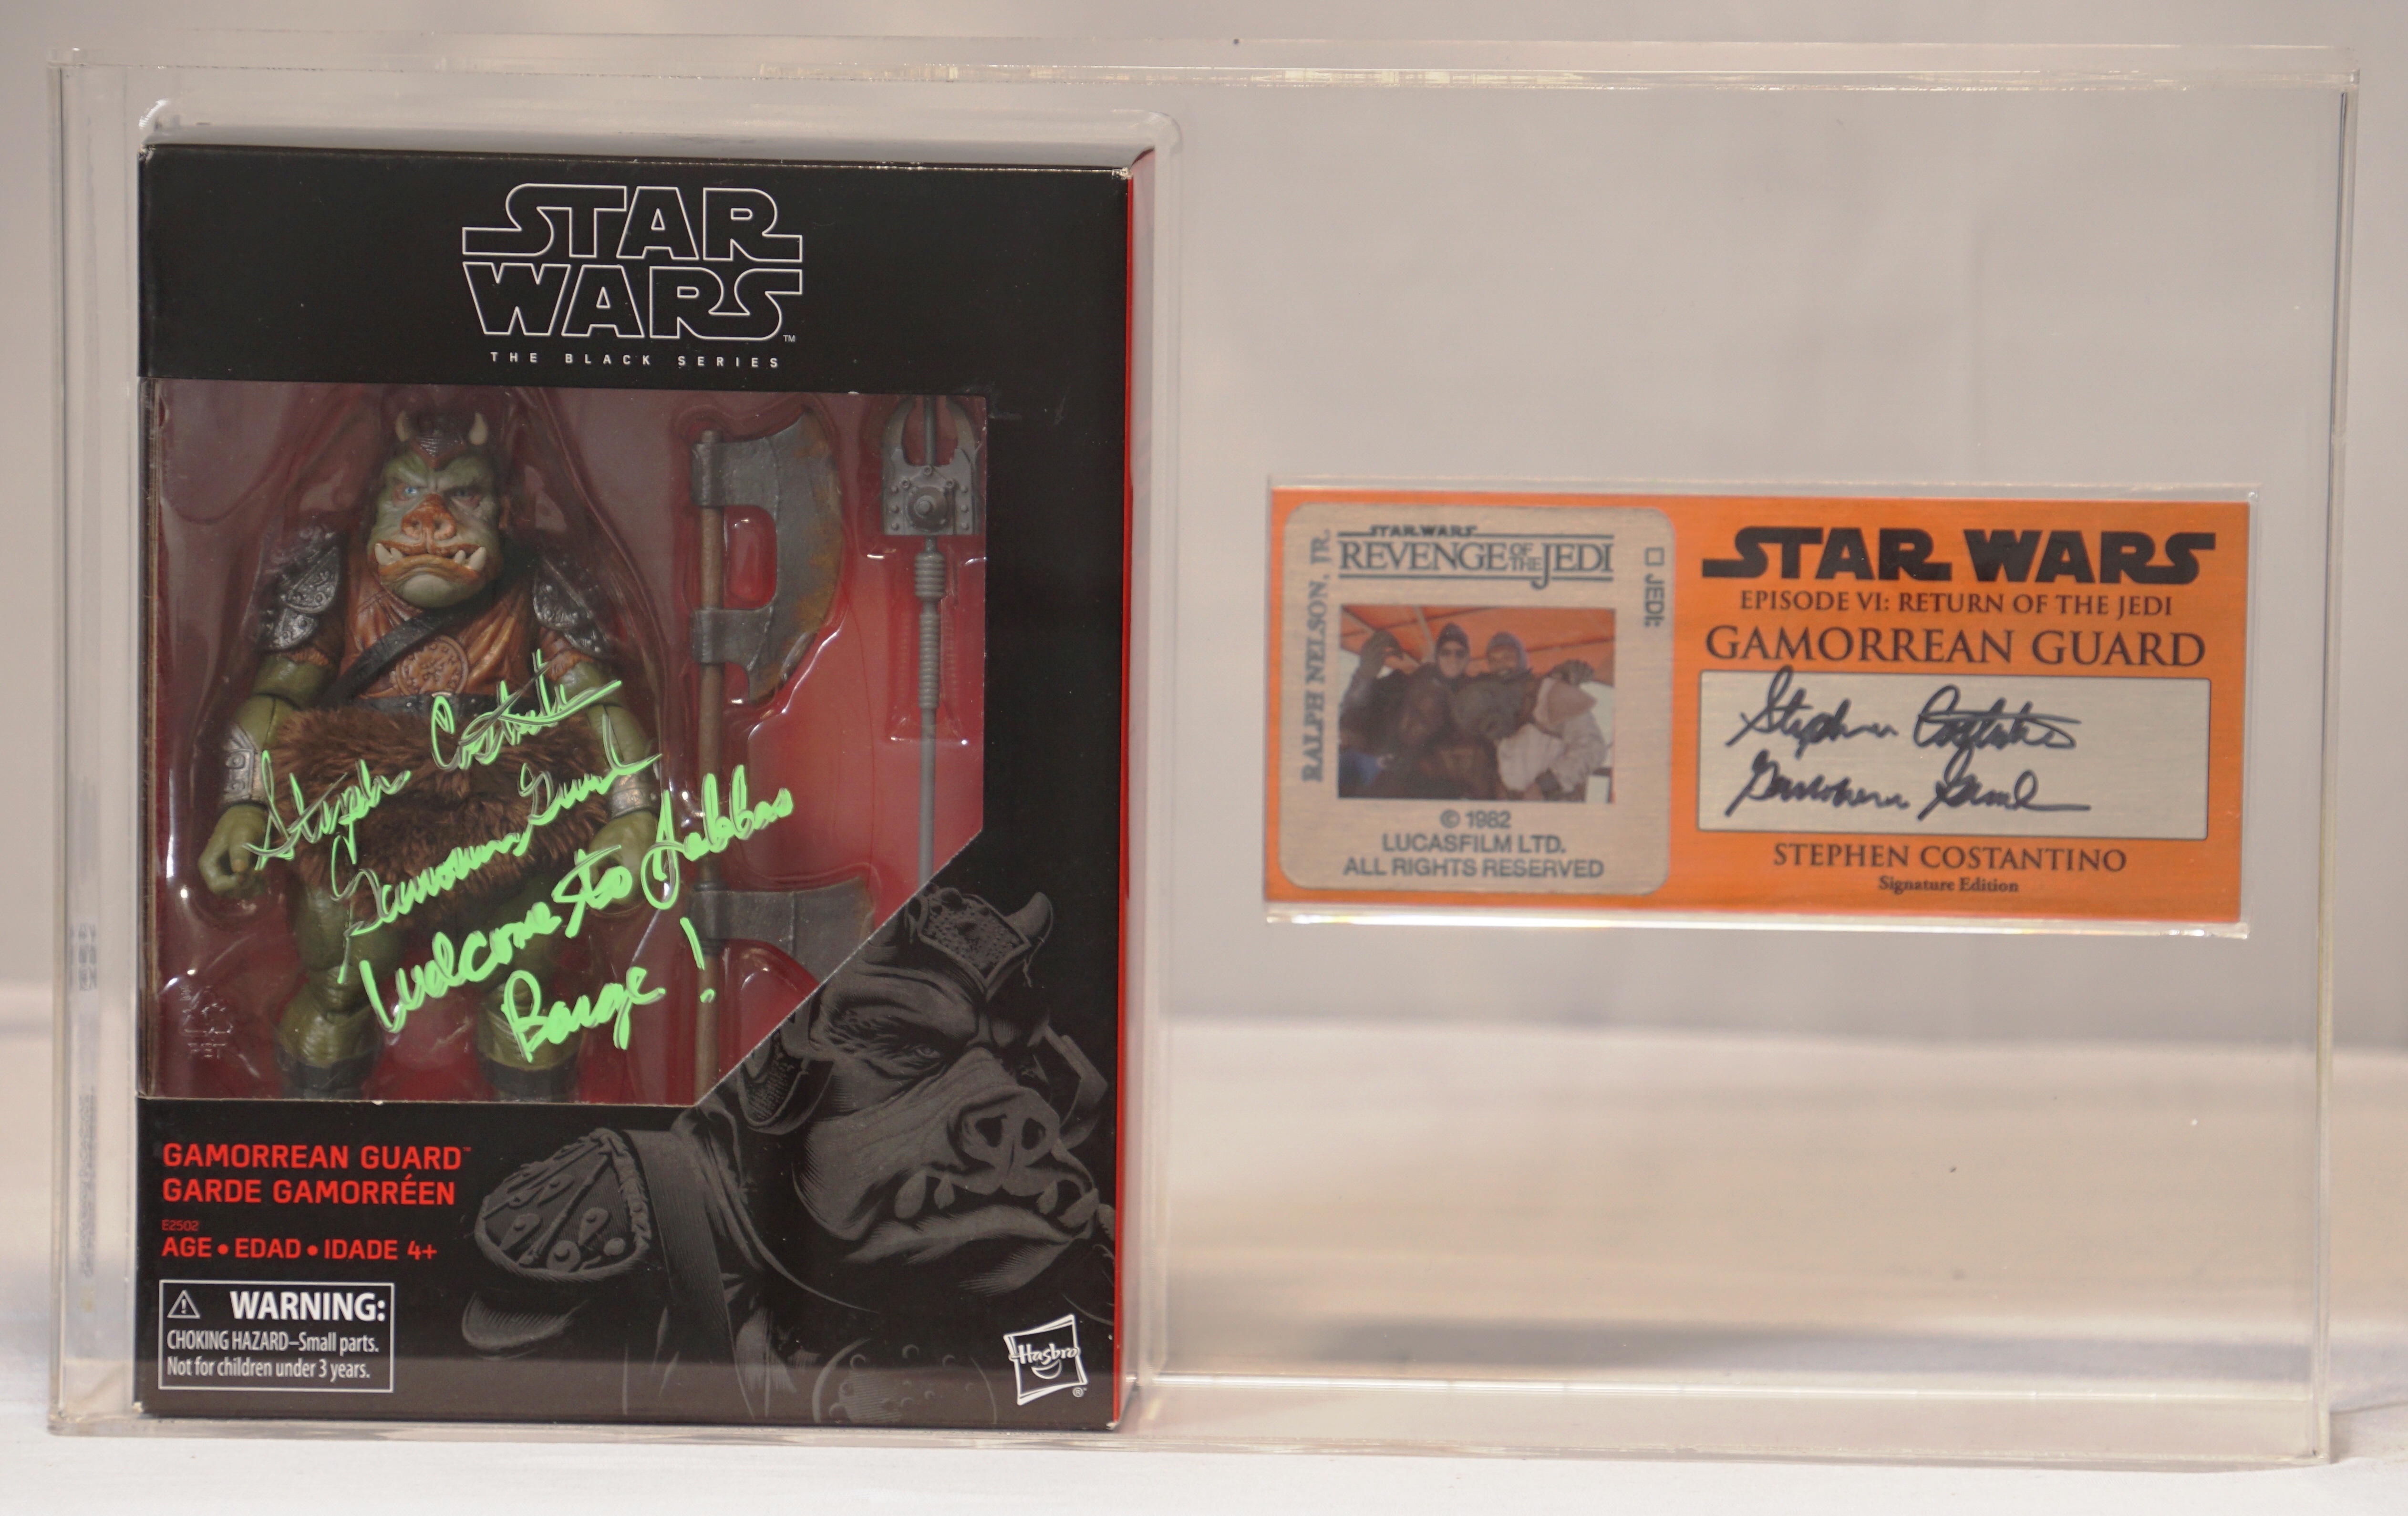 STAR
WARS™
THE BLACK SERIES
Stephen Costantino
Gamorrean Guard
Welcome to Jabbas
Barge!
GAMORREAN GUARD™
GARDE GAMORRÉEN
E2502
AGE • EDAD • IDADE 4+
WARNING:
CHOKING HAZARD–Small parts.
Not for children under 3 years.
Hasbro®
RALPH NELSON, JR.
STAR WARS
REVENGE OF THE JEDI
JEDI:
© 1982
LUCASFILM LTD.
ALL RIGHTS RESERVED
STAR WARS
EPISODE VI: RETURN OF THE JEDI
GAMORREAN GUARD
Stephen Costantino
Gamorrean Guard
STEPHEN COSTANTINO
Signature Edition